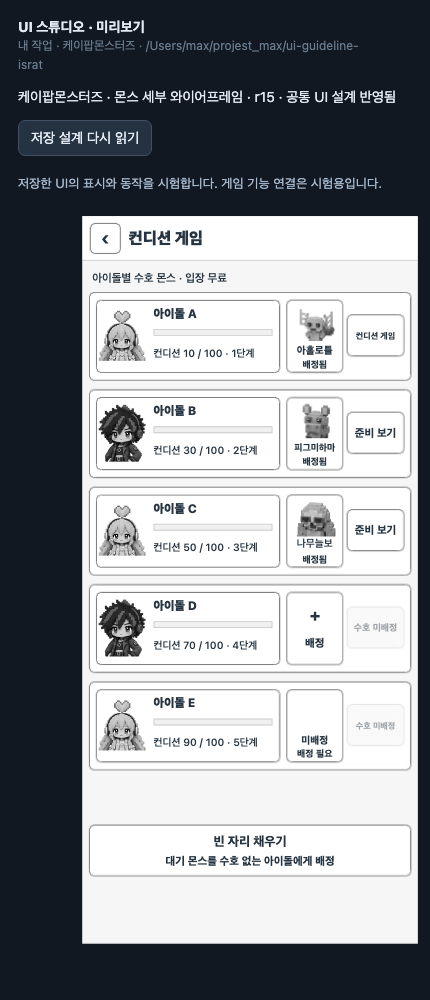 UI 스튜디오 · 미리보기
내 작업 · 케이팝몬스터즈 · /Users/max/projest_max/ui-guideline-
israt
케이팝몬스터즈 · 몬스 세부 와이어프레임 · r15 · 공통 UI 설계 반영됨
저장 설계 다시 읽기
저장한 UI의 표시와 동작을 시험합니다. 게임 기능 연결은 시험용입니다.
‹ 컨디션 게임
아이돌별 수호 몬스 · 입장 무료
아이돌 A
컨디션 10 / 100 · 1단계
아홀로틀
배정됨
컨디션 게임
아이돌 B
컨디션 30 / 100 · 2단계
피그미하마
배정됨
준비 보기
아이돌 C
컨디션 50 / 100 · 3단계
나무늘보
배정됨
준비 보기
아이돌 D
컨디션 70 / 100 · 4단계
+
배정
수호 미배정
아이돌 E
컨디션 90 / 100 · 5단계
미배정
배정 필요
수호 미배정
빈 자리 채우기
대기 몬스를 수호 없는 아이돌에게 배정